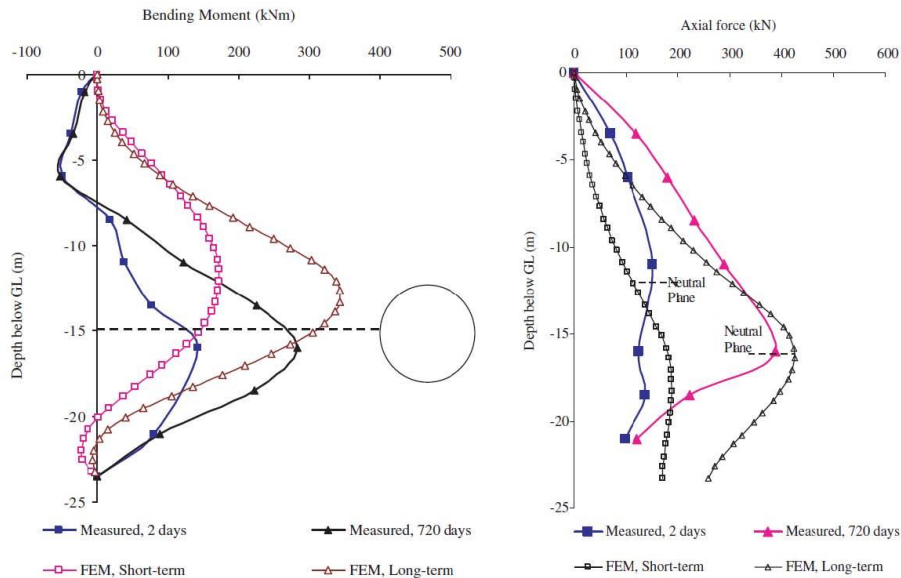 Bending Moment (kNm)
-100 0 100 200 300 400 500
0
-5
-10
-15
-20
-25
Depth below GL (m)
Measured, 2 days
Measured, 720 days
FEM, Short-term
FEM, Long-term
Axial force (kN)
0 100 200 300 400 500 600
0
-5
-10
-15
-20
-25
Depth below GL (m)
Neutral
Plane
Neutral
Plane
Measured, 2 days
Measured, 720 days
FEM, Short-term
FEM, Long-term